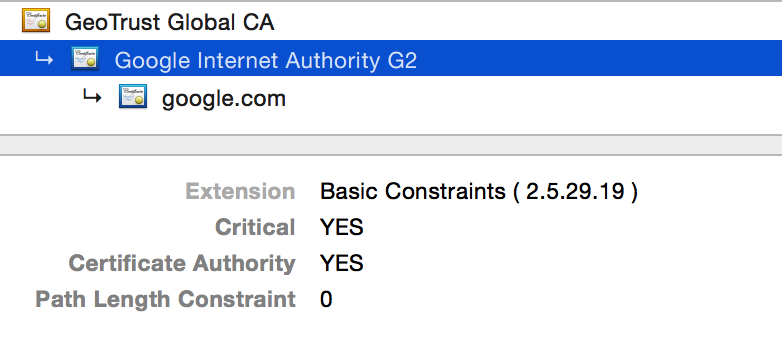 GeoTrust Global CA
Google Internet Authority G2
google.com
Extension Basic Constraints ( 2.5.29.19 )
Critical YES
Certificate Authority YES
Path Length Constraint 0